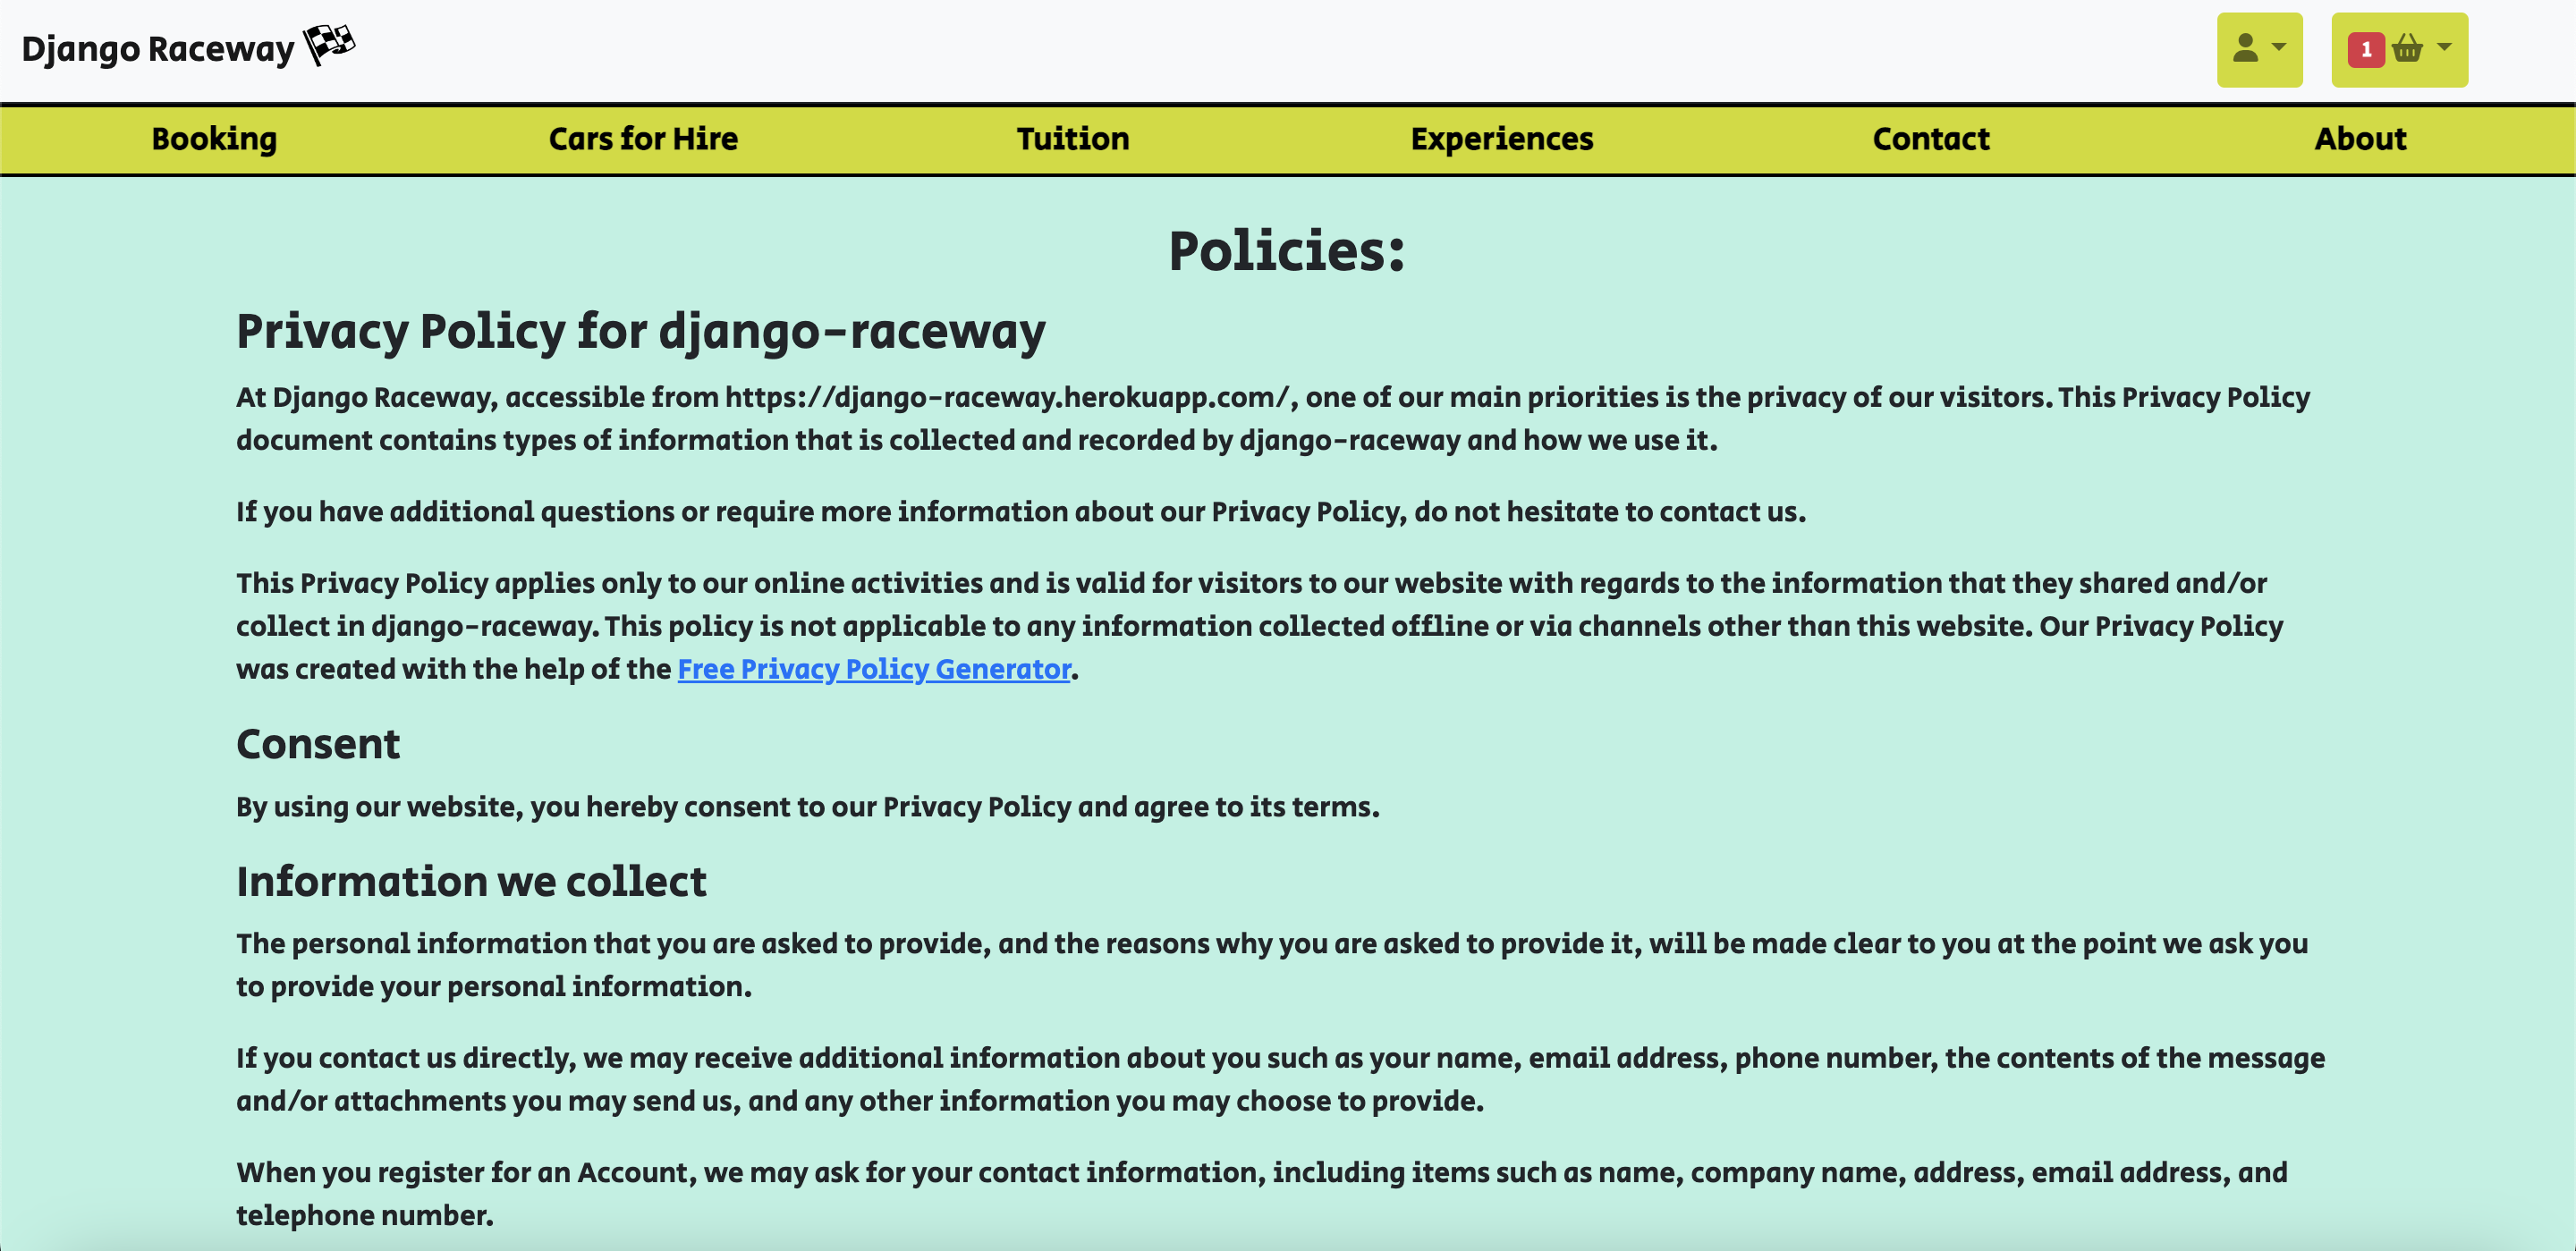 Django Raceway
1
Booking
Cars for Hire
Tuition
Experiences
Contact
About
Policies:
Privacy Policy for django-raceway
At Django Raceway, accessible from https://django-raceway.herokuapp.com/, one of our main priorities is the privacy of our visitors. This Privacy Policy
document contains types of information that is collected and recorded by django-raceway and how we use it.
If you have additional questions or require more information about our Privacy Policy, do not hesitate to contact us.
This Privacy Policy applies only to our online activities and is valid for visitors to our website with regards to the information that they shared and/or
collect in django-raceway. This policy is not applicable to any information collected offline or via channels other than this website. Our Privacy Policy
was created with the help of the Free Privacy Policy Generator.
Consent
By using our website, you hereby consent to our Privacy Policy and agree to its terms.
Information we collect
The personal information that you are asked to provide, and the reasons why you are asked to provide it, will be made clear to you at the point we ask you
to provide your personal information.
If you contact us directly, we may receive additional information about you such as your name, email address, phone number, the contents of the message
and/or attachments you may send us, and any other information you may choose to provide.
When you register for an Account, we may ask for your contact information, including items such as name, company name, address, email address, and
telephone number.